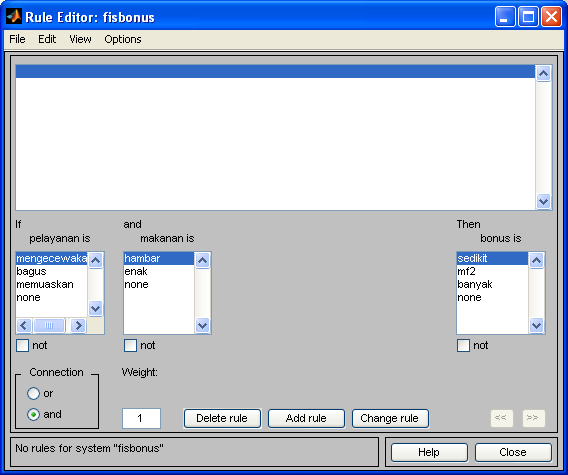 Rule Editor: fisbonus
File Edit View Options
If and Then
pelayanan is makanan is bonus is
mengecewaka hambar sedikit
bagus enak mf2
memuaskan none banyak
none none
not not not
Connection Weight:
or
and 1 Delete rule Add rule Change rule << >>
No rules for system "fisbonus" Help Close